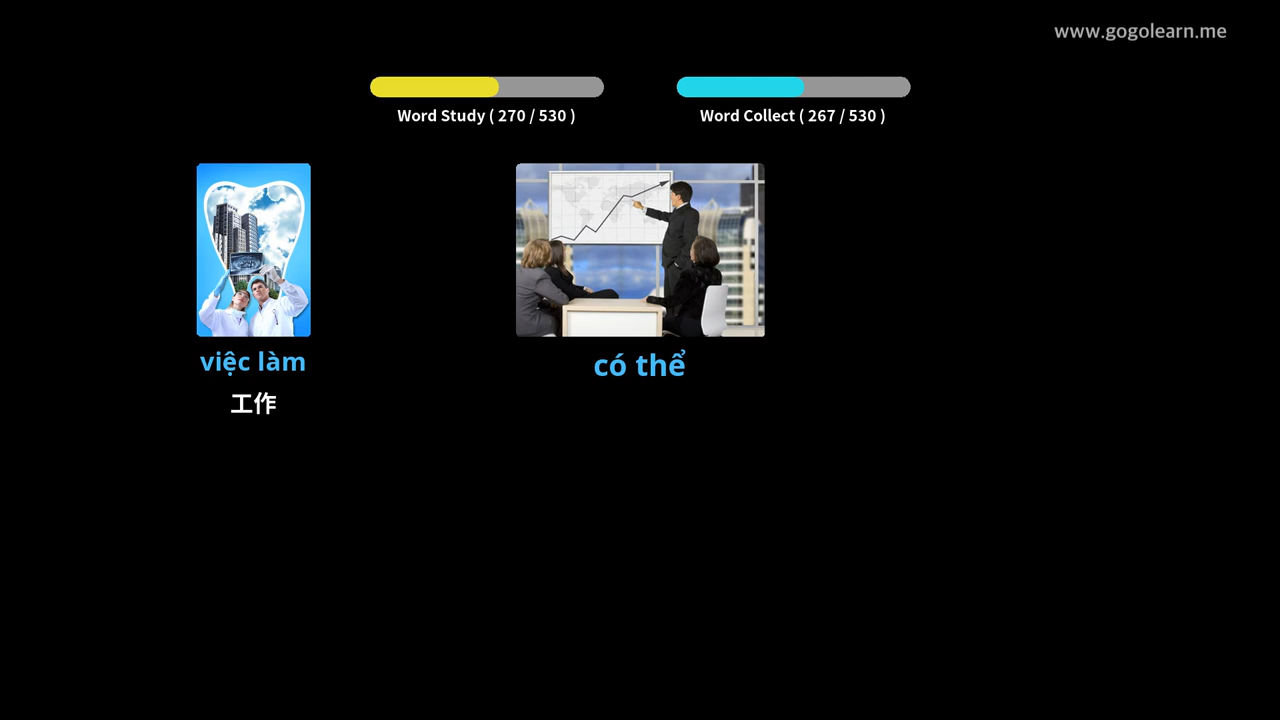 www.gogolearn.me
Word Study ( 270 / 530 )
Word Collect ( 267 / 530 )
việc làm
工作
có thể